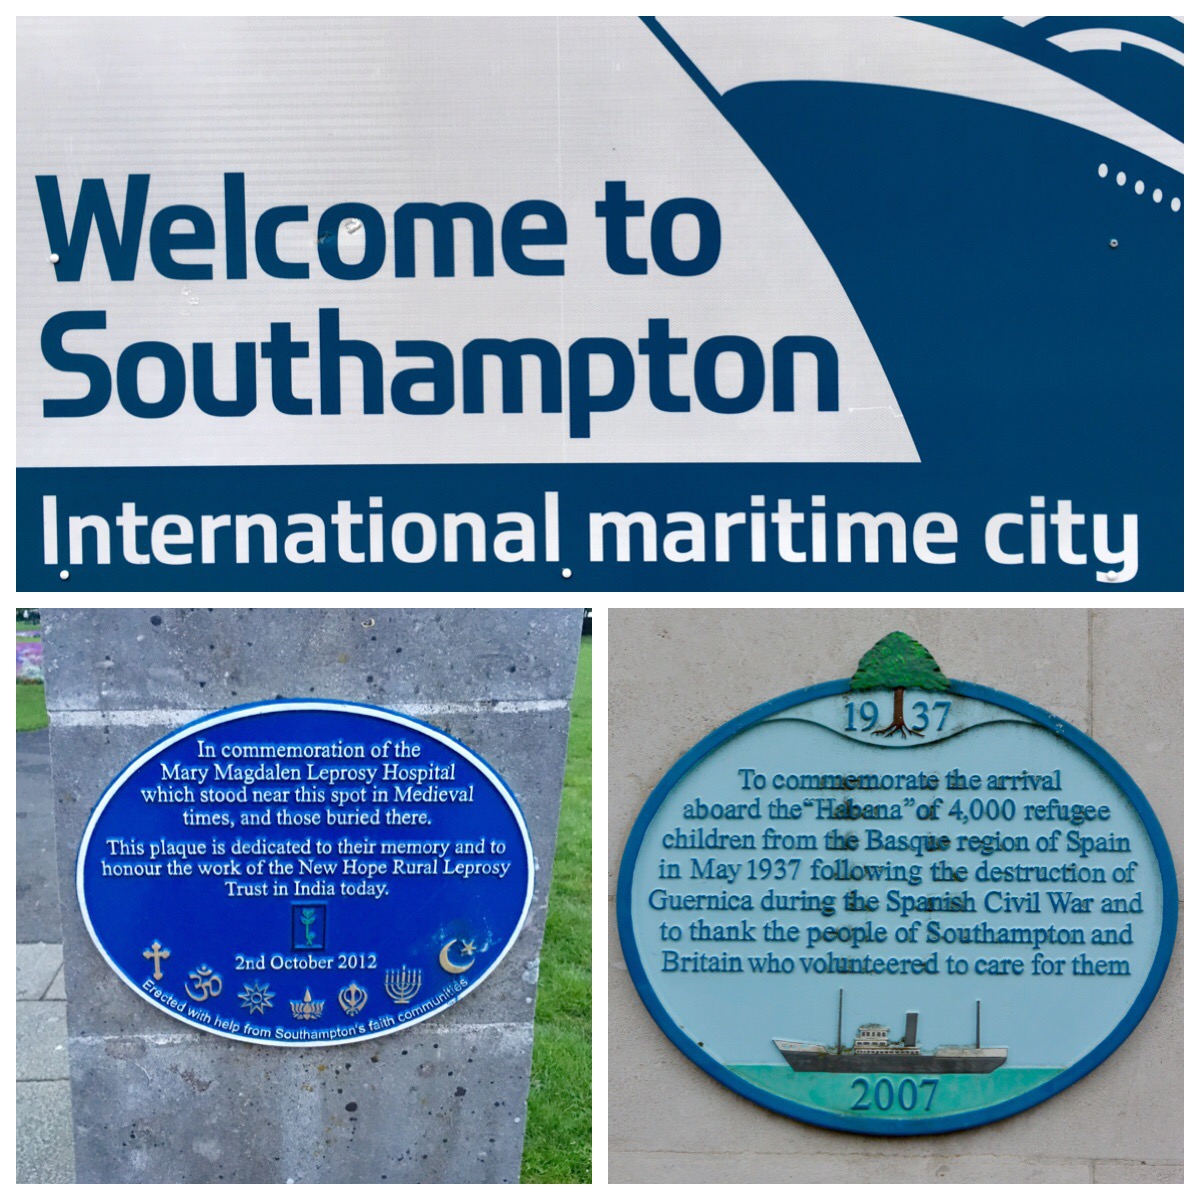 Welcome to
Southampton
International maritime city
In commemoration of the
Mary Magdalen Leprosy Hospital
which stood near this spot in Medieval
times, and those buried there.
This plaque is dedicated to their memory and to
honour the work of the New Hope Rural Leprosy
Trust in India today.
2nd October 2012
Erected with help from Southampton's faith communities
1937
To commemorate the arrival
aboard the "Habana" of 4,000 refugee
children from the Basque region of Spain
in May 1937 following the destruction of
Guernica during the Spanish Civil War and
to thank the people of Southampton and
Britain who volunteered to care for them
2007